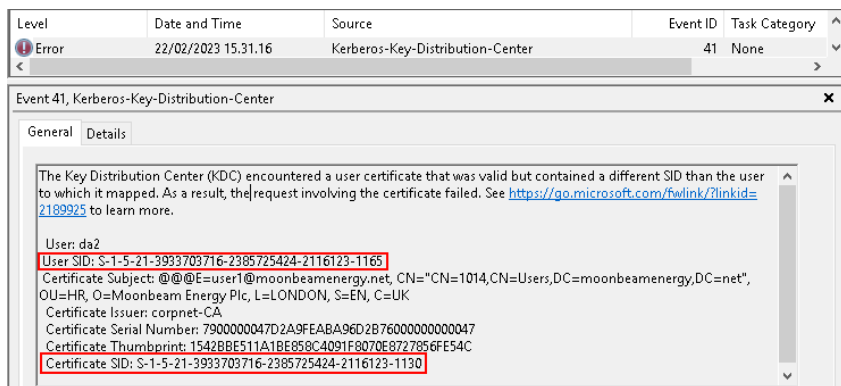 Level Date and Time Source Event ID Task Category
Error 22/02/2023 15.31.16 Kerberos-Key-Distribution-Center 41 None
Event 41, Kerberos-Key-Distribution-Center
General Details
The Key Distribution Center (KDC) encountered a user certificate that was valid but contained a different SID than the user
to which it mapped. As a result, the request involving the certificate failed. See https://go.microsoft.com/fwlink/?linkid=
2189925 to learn more.
User: da2
User SID: S-1-5-21-3933703716-2385725424-2116123-1165
Certificate Subject: @@@E=user1@moonbeamenergy.net, CN="CN=1014,CN=Users,DC=moonbeamenergy,DC=net",
OU=HR, O=Moonbeam Energy Plc, L=LONDON, S=EN, C=UK
Certificate Issuer: corpnet-CA
Certificate Serial Number: 7900000047D2A9FEABA96D2B76000000000047
Certificate Thumbprint: 1542BBE511A1BE858C4091F8070E8727856FE54C
Certificate SID: S-1-5-21-3933703716-2385725424-2116123-1130